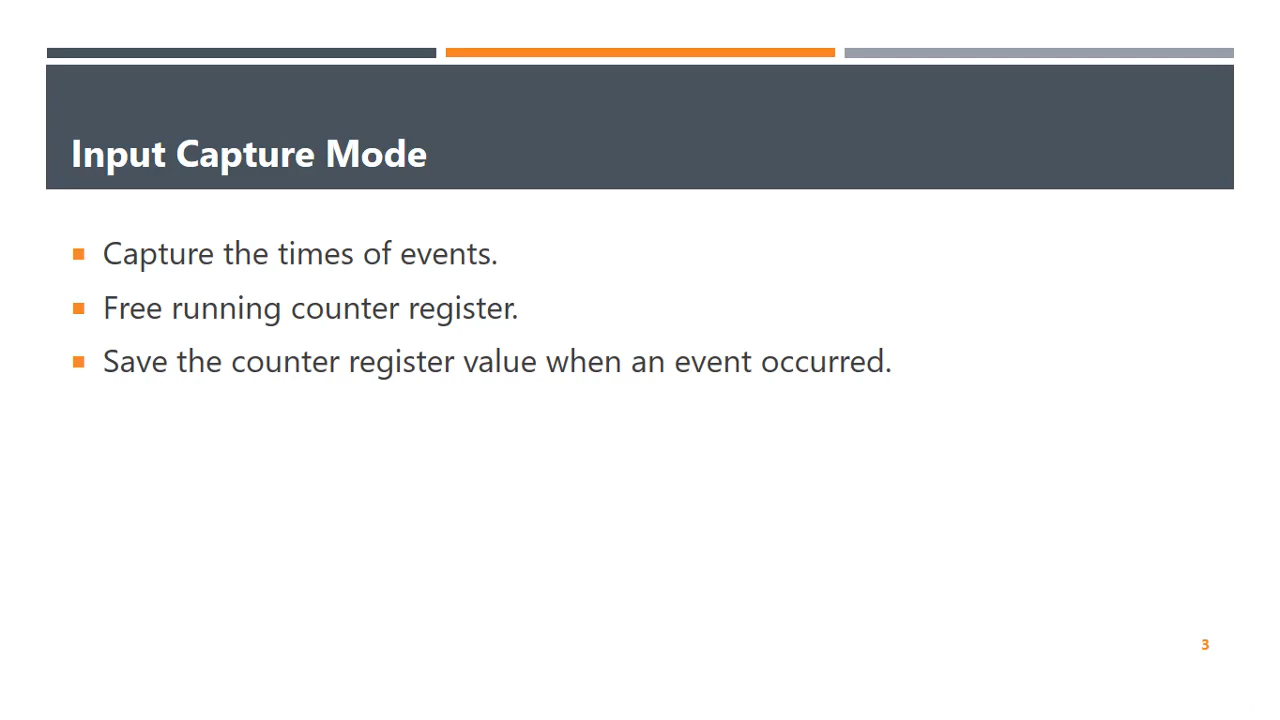 Input Capture Mode
Capture the times of events.
Free running counter register.
Save the counter register value when an event occurred.
3